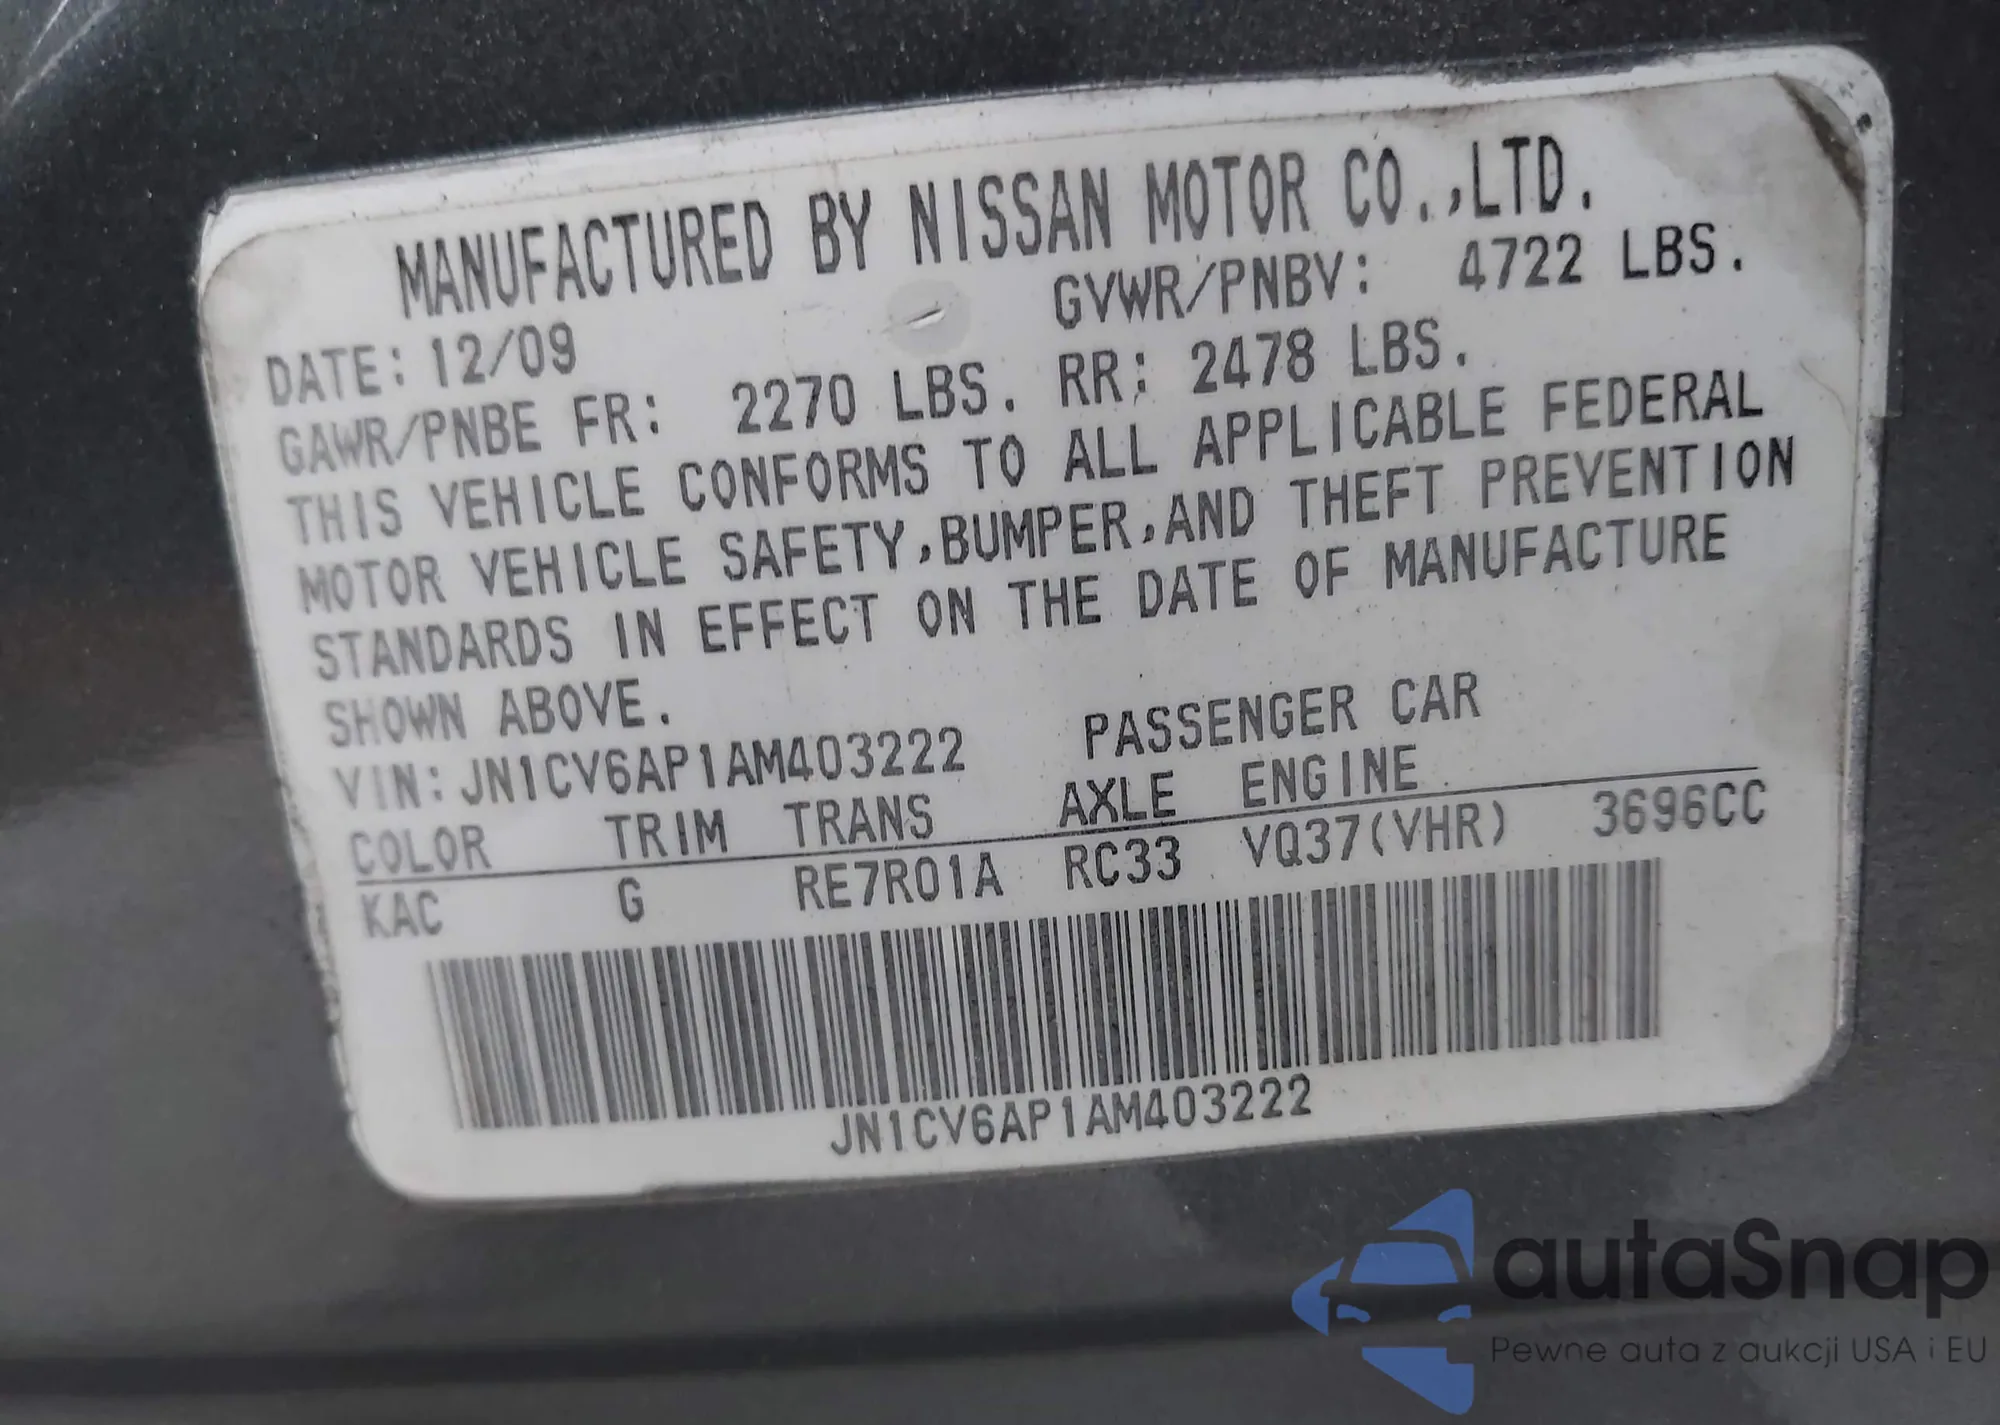 MANUFACTURED BY NISSAN MOTOR CO.,LTD.
DATE: 12/09 GVWR/PNBV: 4722 LBS.
GAWR/PNBE FR: 2270 LBS. RR: 2478 LBS.
THIS VEHICLE CONFORMS TO ALL APPLICABLE FEDERAL
MOTOR VEHICLE SAFETY,BUMPER,AND THEFT PREVENTION
STANDARDS IN EFFECT ON THE DATE OF MANUFACTURE
SHOWN ABOVE.
VIN:JN1CV6AP1AM403222 PASSENGER CAR
COLOR TRIM TRANS AXLE ENGINE
KAC G RE7R01A RC33 VQ37(VHR) 3696CC
JN1CV6AP1AM403222
autaSnap
Pewne auta z aukcji USA i EU